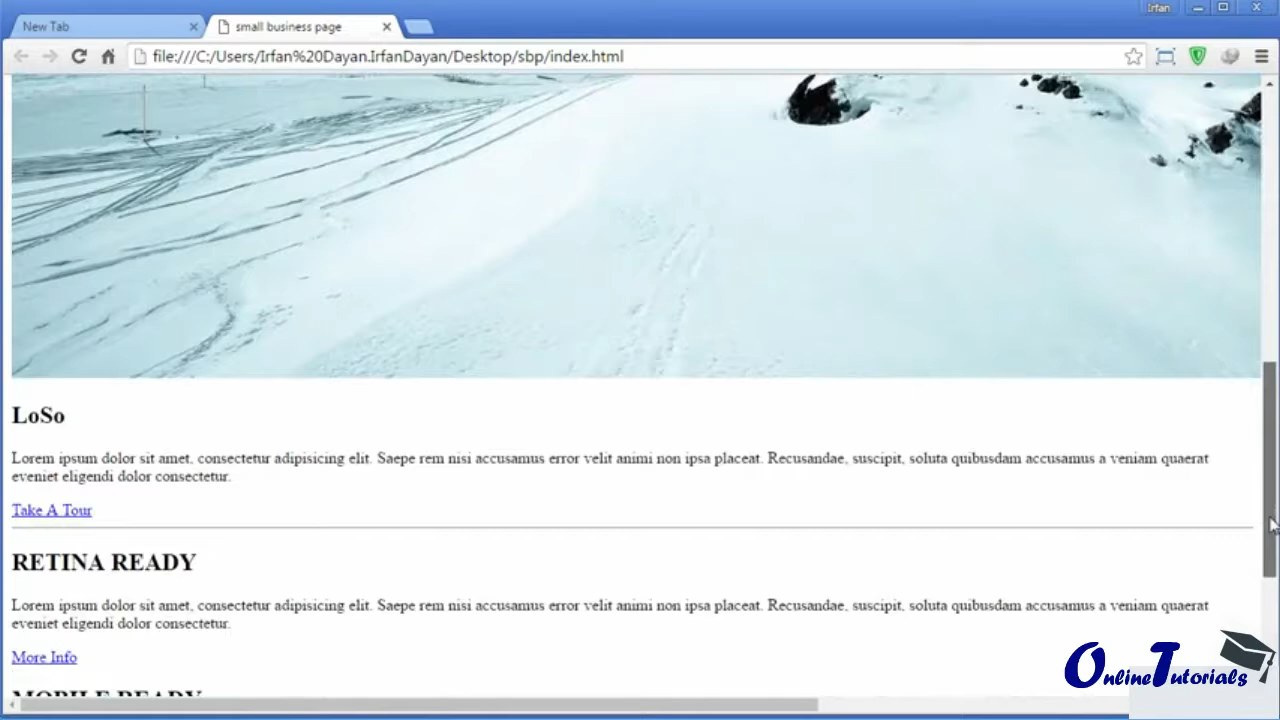 Irfan
New Tab
small business page
file:///C:/Users/Irfan%20Dayan.IrfanDayan/Desktop/sbp/index.html
LoSo
Lorem ipsum dolor sit amet, consectetur adipisicing elit. Saepe rem nisi accusamus error velit animi non ipsa placeat. Recusandae, suscipit, soluta quibusdam accusamus a veniam quaerat
eveniet eligendi dolor consectetur.
Take A Tour
RETINA READY
Lorem ipsum dolor sit amet, consectetur adipisicing elit. Saepe rem nisi accusamus error velit animi non ipsa placeat. Recusandae, suscipit, soluta quibusdam accusamus a veniam quaerat
eveniet eligendi dolor consectetur.
More Info
MOBILE READY
OnlineTutorials